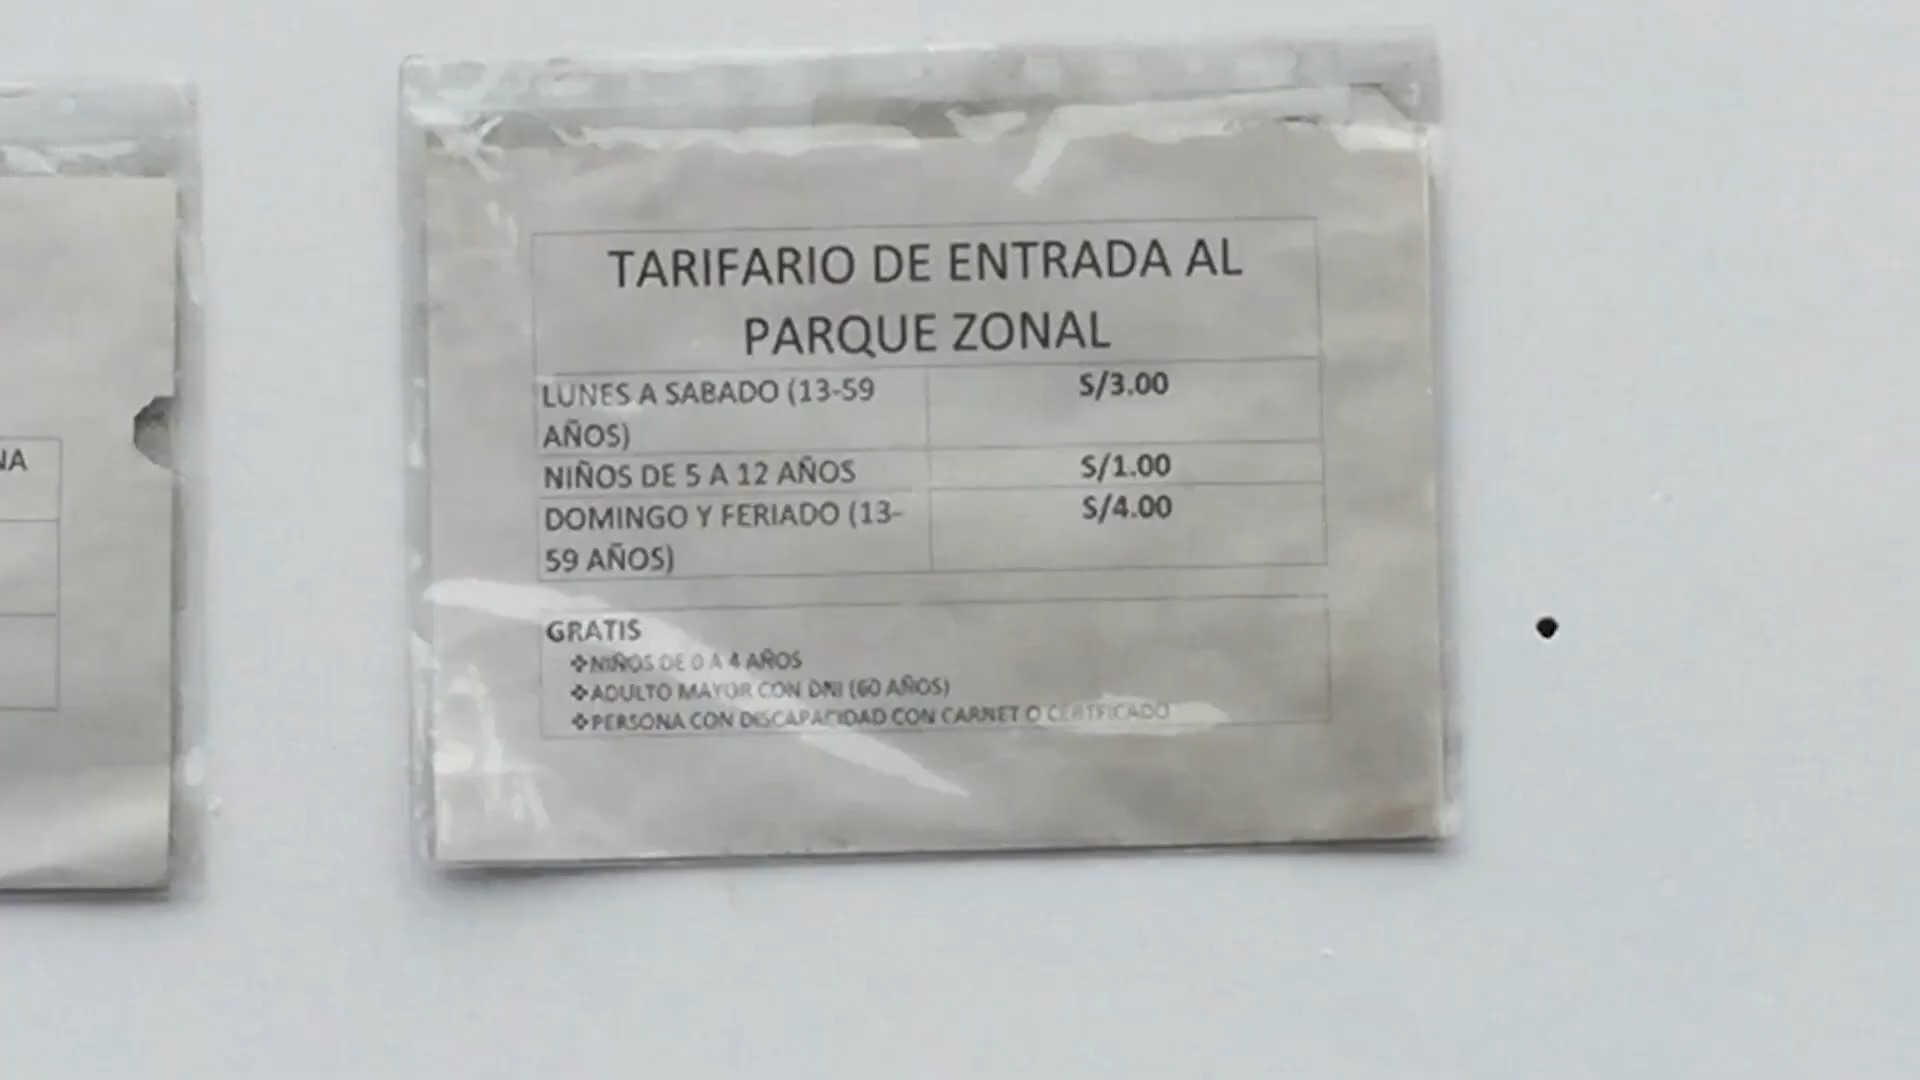 TARIFARIO DE ENTRADA AL
PARQUE ZONAL
LUNES A SABADO (13-59
AÑOS)
S/3.00
NIÑOS DE 5 A 12 AÑOS
S/1.00
DOMINGO Y FERIADO (13-
59 AÑOS)
S/4.00
GRATIS
❖NIÑOS DE 0 A 4 AÑOS
❖ADULTO MAYOR CON DNI (60 AÑOS)
❖PERSONA CON DISCAPACIDAD CON CARNET O CERTFICADO